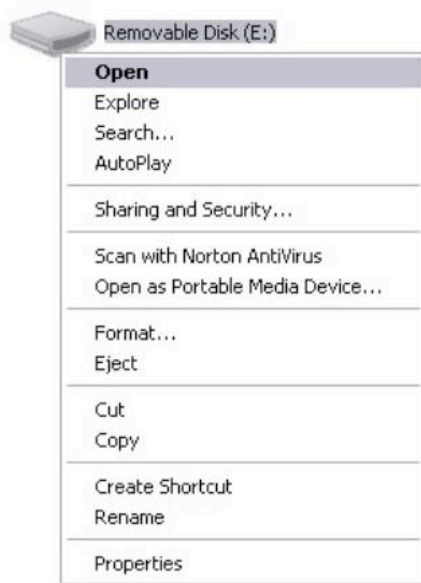 Removable Disk (E:)
Open
Explore
Search...
AutoPlay
Sharing and Security...
Scan with Norton AntiVirus
Open as Portable Media Device...
Format...
Eject
Cut
Copy
Create Shortcut
Rename
Properties